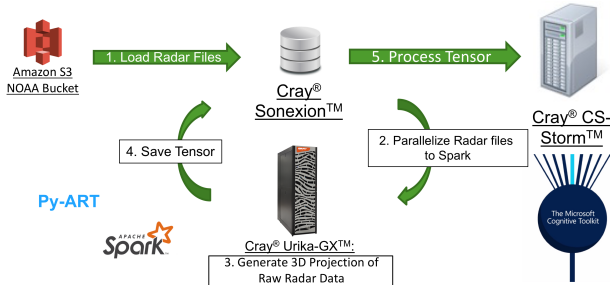 Amazon S3
NOAA Bucket
1. Load Radar Files
Cray®
Sonexion™
5. Process Tensor
Cray® CS-
Storm™
4. Save Tensor
2. Parallelize Radar files
to Spark
Py-ART
APACHE
Spark™
Cray® Urika-GX™:
3. Generate 3D Projection of
Raw Radar Data
The Microsoft
Cognitive Toolkit